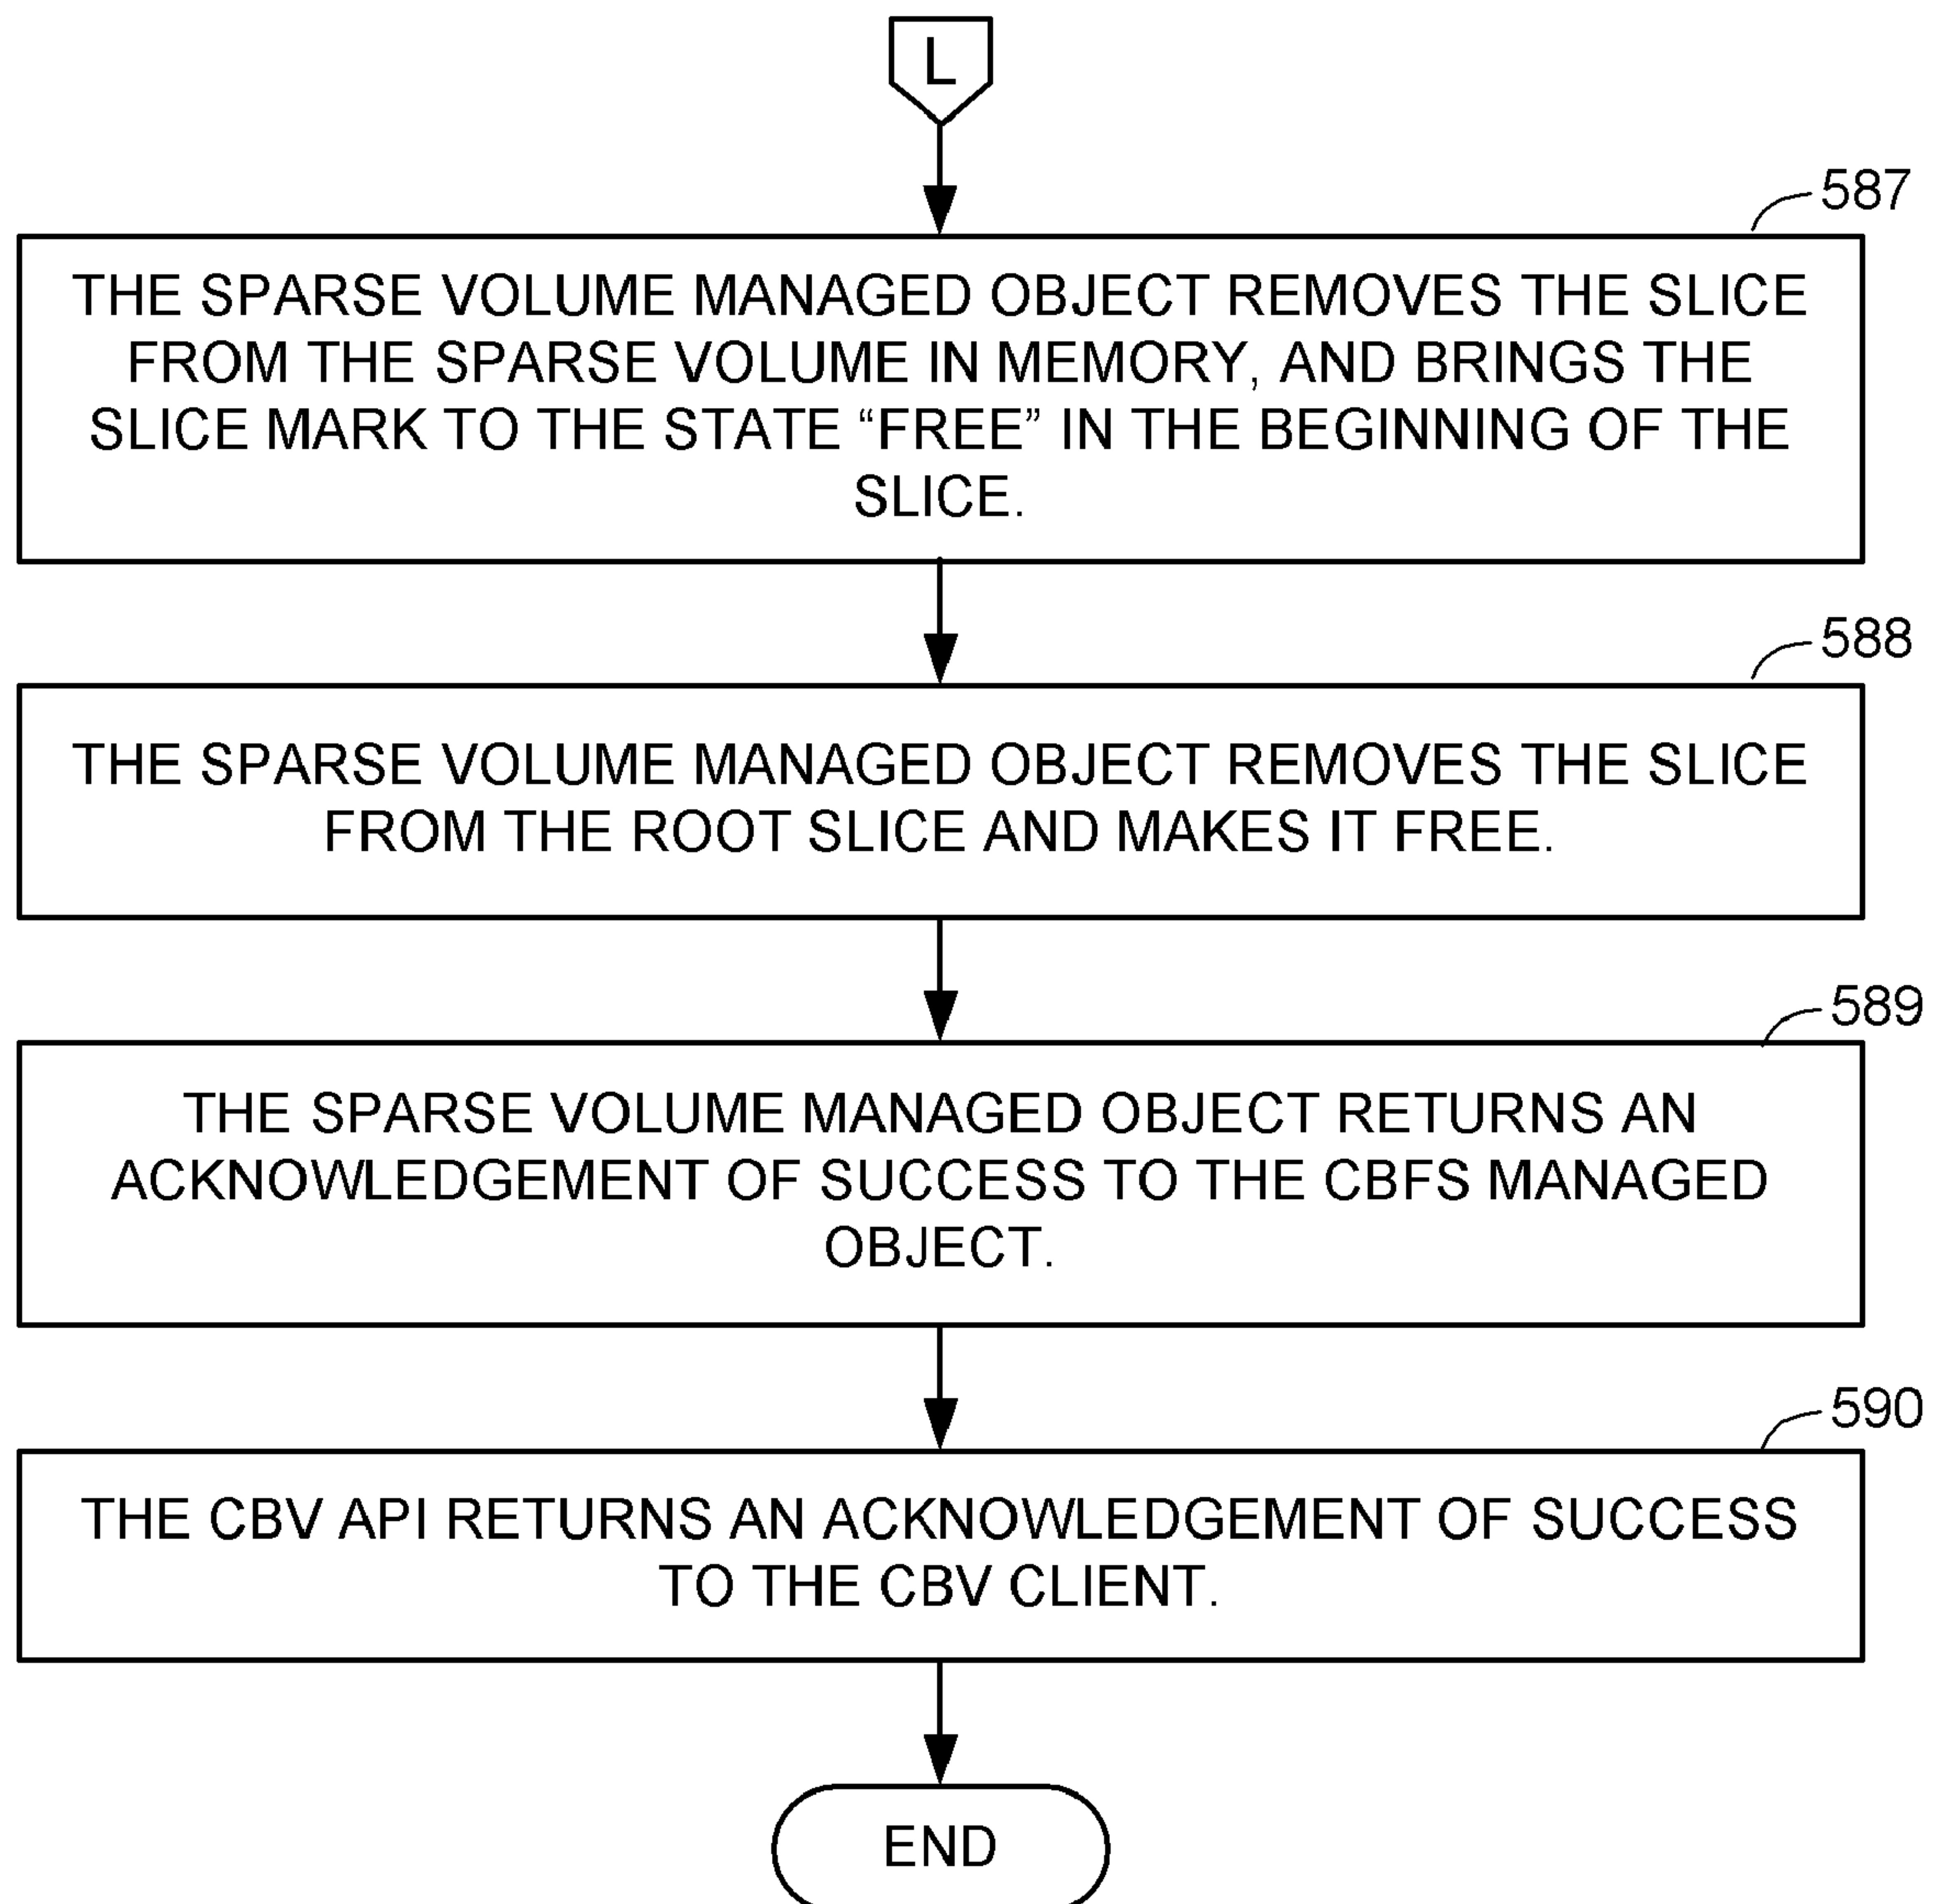 L
587
THE SPARSE VOLUME MANAGED OBJECT REMOVES THE SLICE
FROM THE SPARSE VOLUME IN MEMORY, AND BRINGS THE
SLICE MARK TO THE STATE “FREE” IN THE BEGINNING OF THE
SLICE.
588
THE SPARSE VOLUME MANAGED OBJECT REMOVES THE SLICE
FROM THE ROOT SLICE AND MAKES IT FREE.
589
THE SPARSE VOLUME MANAGED OBJECT RETURNS AN
ACKNOWLEDGEMENT OF SUCCESS TO THE CBFS MANAGED
OBJECT.
590
THE CBV API RETURNS AN ACKNOWLEDGEMENT OF SUCCESS
TO THE CBV CLIENT.
END